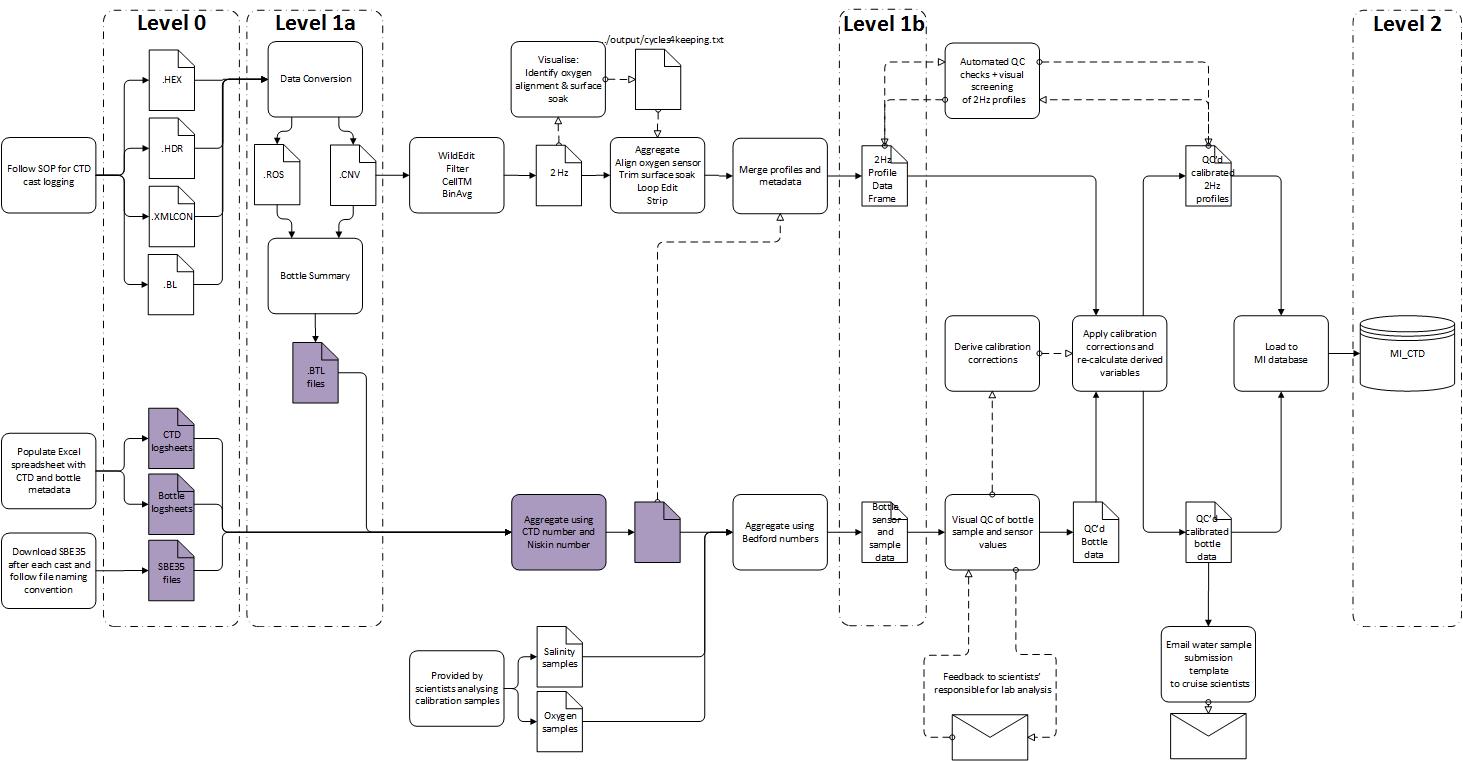 Level 0
Level 1a
Level 1b
Level 2
Follow SOP for CTD
cast logging
.HEX
.HDR
.XMLCON
.BL
Data Conversion
.ROS
.CNV
Bottle Summary
.BTL
files
WildEdit
Filter
CellTM
BinAvg
2Hz
Visualise:
Identify oxygen
alignment & surface
soak
./output/cycles4keeping.txt
Aggregate
Align oxygen sensor
Trim surface soak
Loop Edit
Strip
Merge profiles and
metadata
2Hz
Profile
Data
Frame
Automated QC
checks + visual
screening
of 2Hz profiles
QC'd
calibrated
2Hz
profiles
Derive calibration
corrections
Apply calibration
corrections and
re-calculate derived
variables
Load to
MI database
MI_CTD
Populate Excel
spreadsheet with
CTD and bottle
metadata
CTD
logsheets
Bottle
logsheets
Download SBE35
after each cast and
follow file naming
convention
SBE35
files
Aggregate using
CTD number and
Niskin number
Aggregate using
Bedford numbers
Bottle
sensor
and
sample
data
Visual QC of bottle
sample and sensor
values
QC'd
Bottle
data
QC'd
calibrated
bottle
data
Provided by
scientists analysing
calibration samples
Salinity
samples
Oxygen
samples
Feedback to scientists'
responsible for lab analysis
Email water sample
submission
template
to cruise scientists